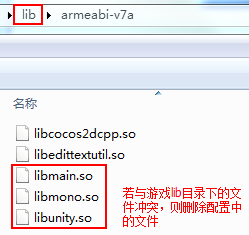 lib ▸ armeabi-v7a
名称
libcocos2dcpp.so
libedittextutil.so
libmain.so
libmono.so
libunity.so
若与游戏lib目录下的文
件冲突，则删除配置中
的文件